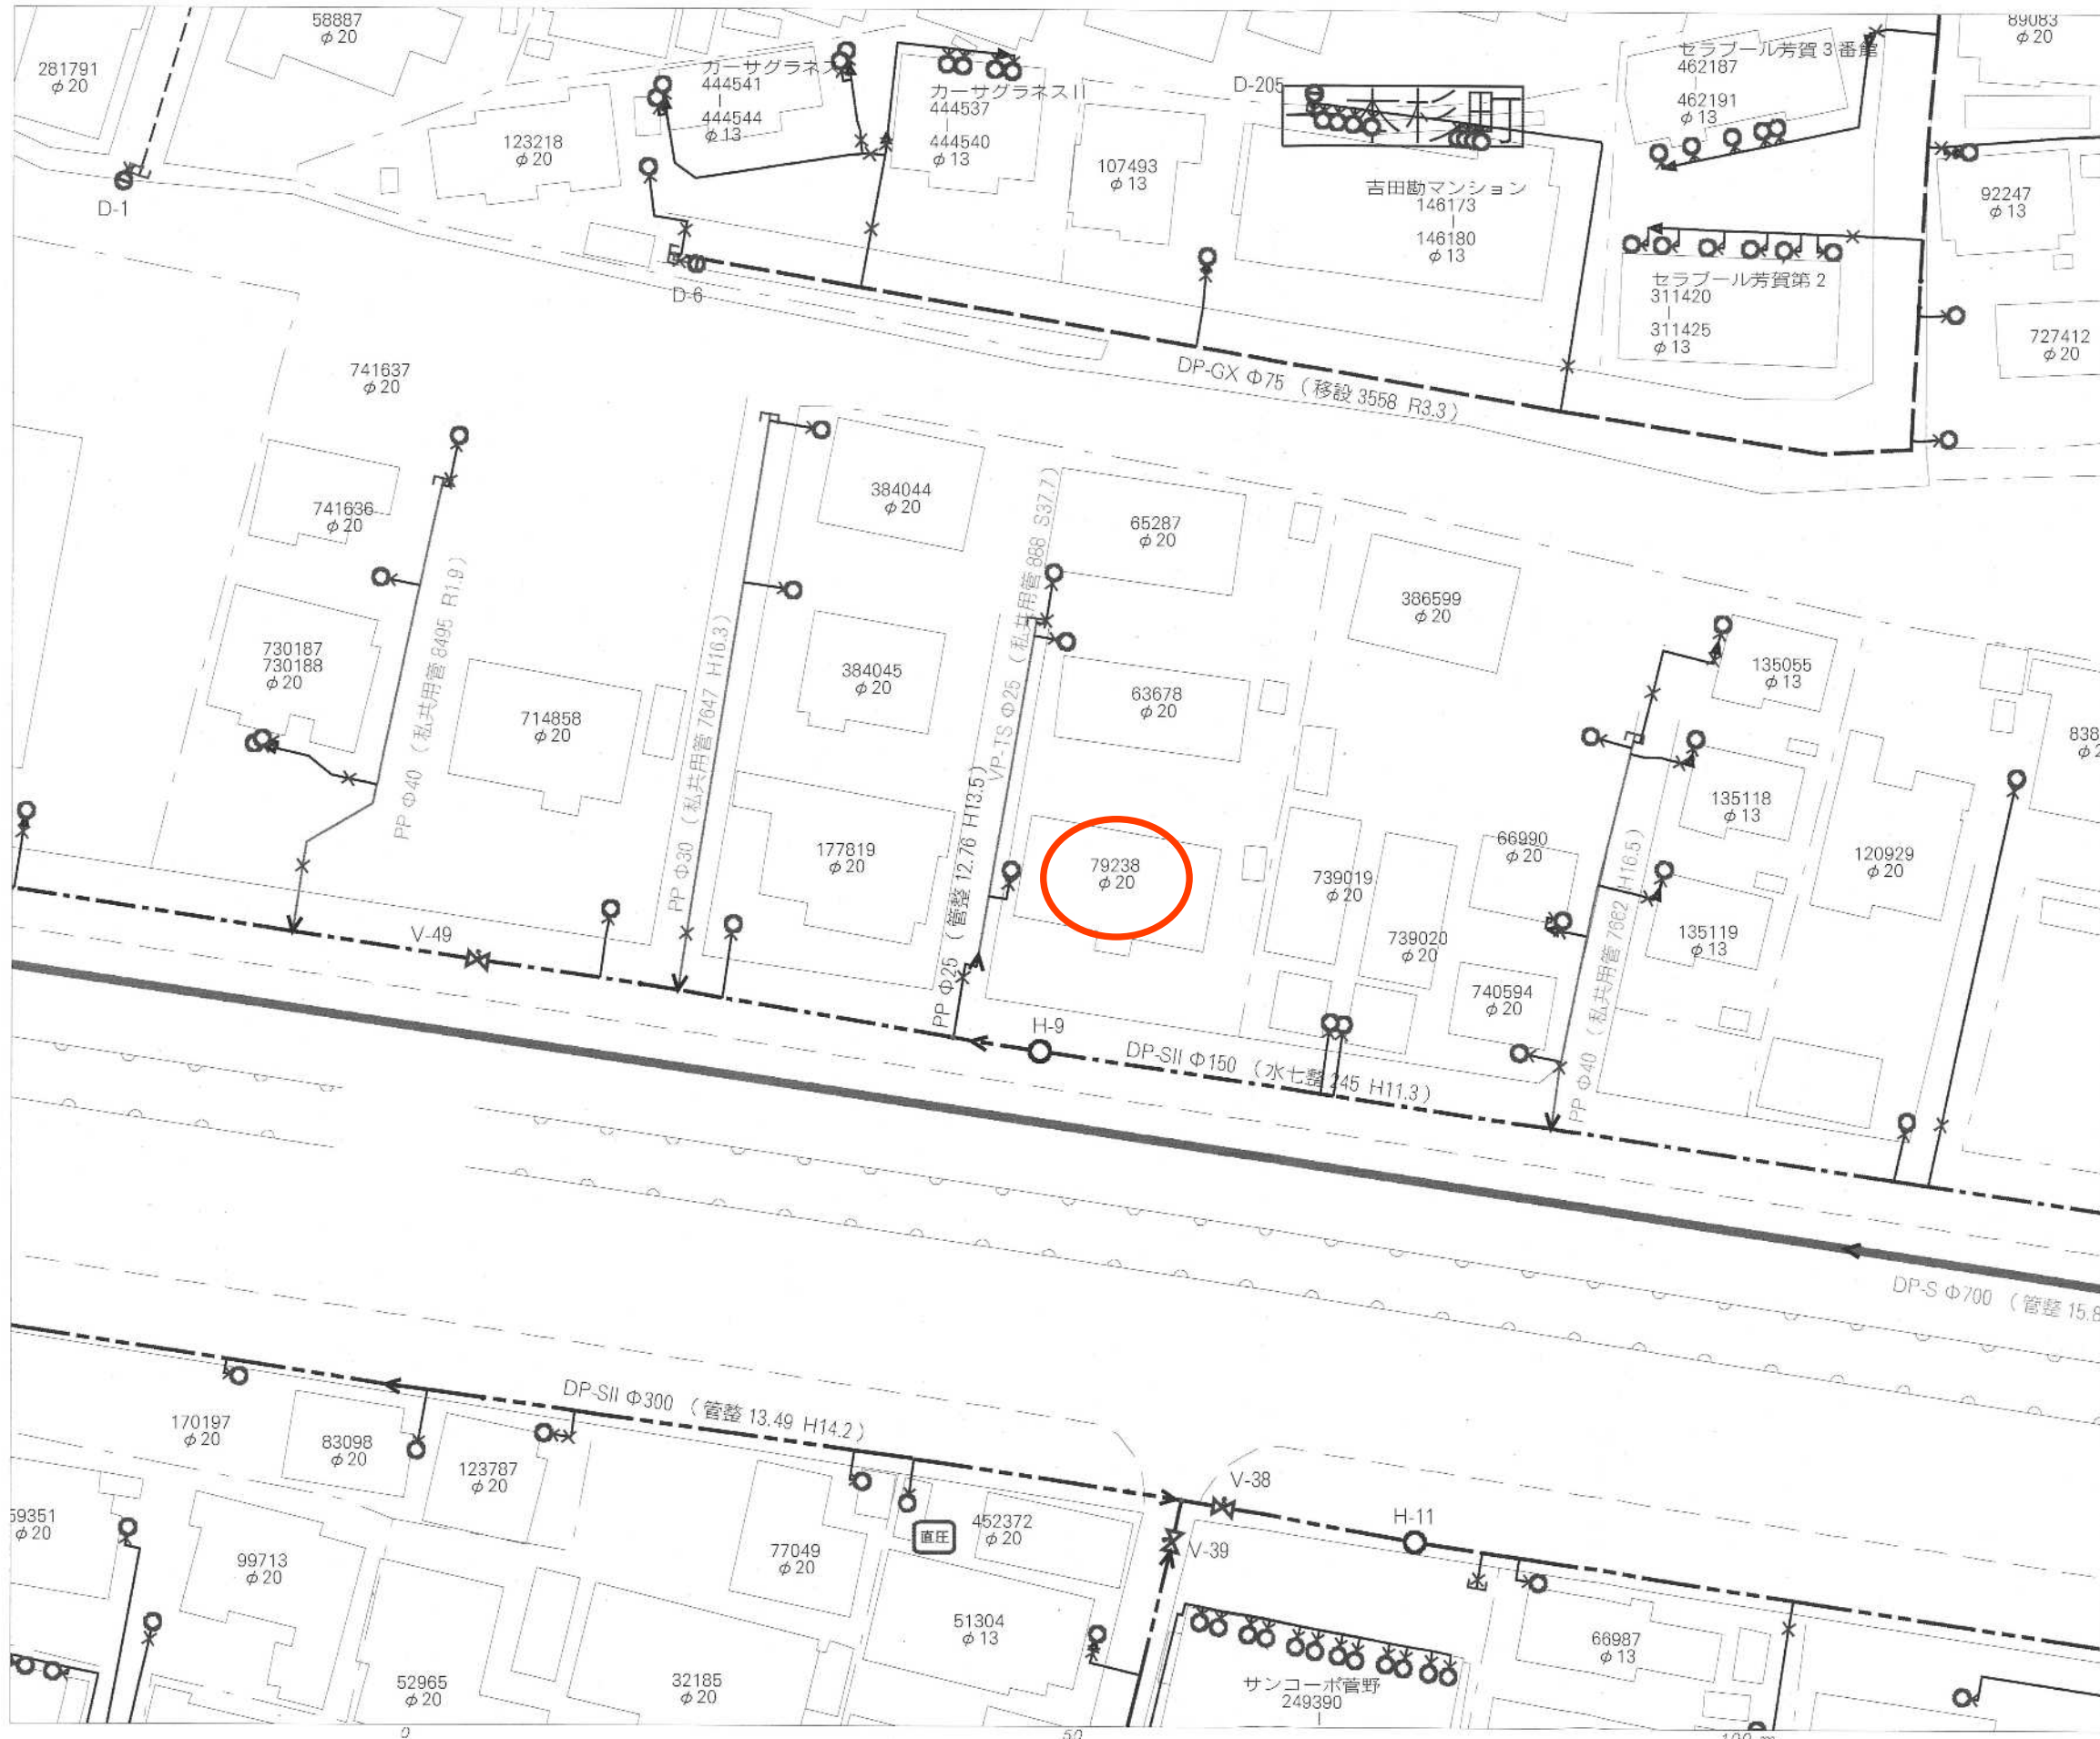 58887
φ20
89083
φ20
281791
φ20
カーサグラネス
444541
|
444544
φ13
カーサグラネスII
444537
|
444540
φ13
D-205
一本杉町
セラブール芳賀3番館
462187
|
462191
φ13
123218
φ20
107493
φ13
吉田勘マンション
146173
|
146180
φ13
92247
φ13
D-1
D-6
セラブール芳賀第2
311420
|
311425
φ13
727412
φ20
DP-GX Φ75 (移設 3558 R3.3)
741637
φ20
741636
φ20
384044
φ20
65287
φ20
386599
φ20
730187
730188
φ20
PP Φ40 (私共用管 8495 R1.9)
714858
φ20
PP Φ30 (私共用管 7647 H16.3)
384045
φ20
VP-TS Φ25 (私共用管 888 S37.7)
63678
φ20
135055
φ13
135118
φ13
838
177819
φ20
PP Φ25 (管整 12.76 H13.5)
79238
φ20
739019
φ20
66990
φ20
120929
φ20
739020
φ20
135119
φ13
740594
φ20
PP Φ40 (私共用管 7662 H16.5)
V-49
H-9
DP-SII Φ150 (水七整 245 H11.3)
DP-S Φ700 (管整 15.8
DP-SII Φ300 (管整 13.49 H14.2)
170197
φ20
83098
φ20
123787
φ20
V-38
H-11
V-39
59351
φ20
99713
φ20
77049
φ20
直圧
452372
φ20
51304
φ13
66987
φ13
52965
φ20
32185
φ20
サンコーポ菅野
249390
|
0
50
100 m